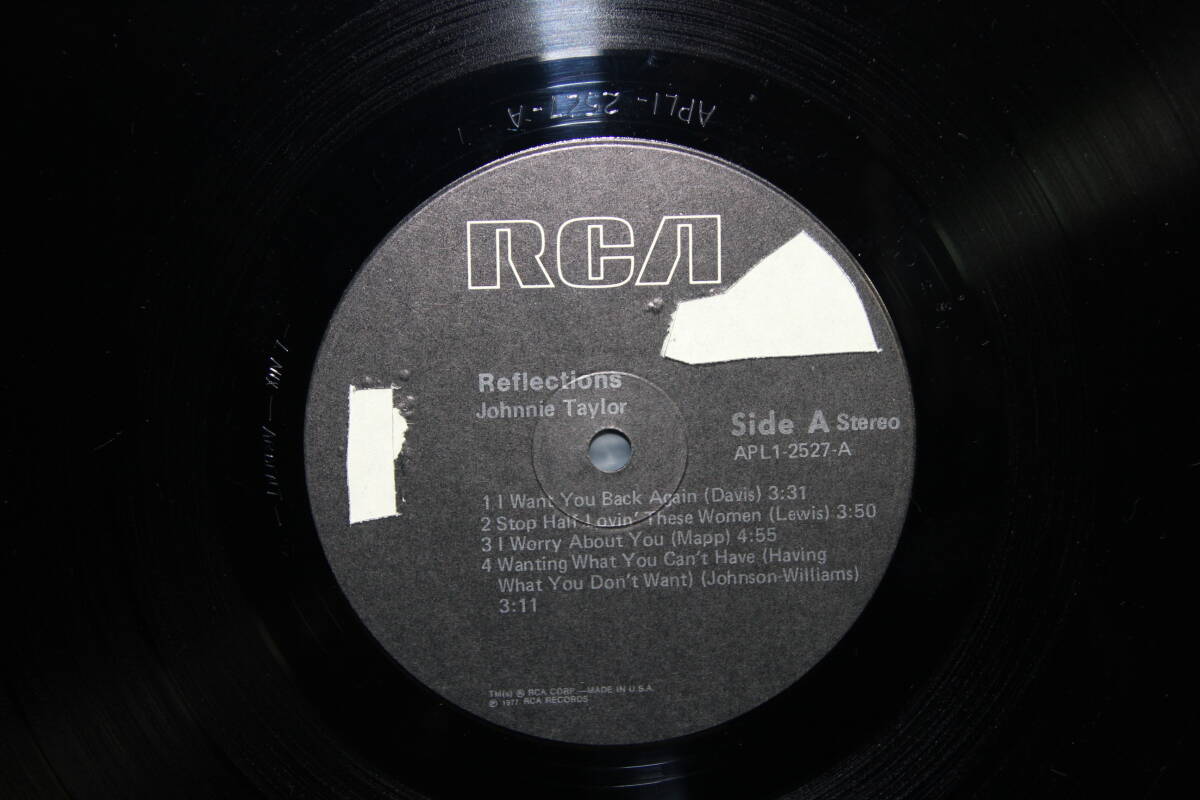 APL1-2527-A-1
RCA
Reflections
Johnnie Taylor
Side A Stereo
APL1-2527-A
1 I Want You Back Again (Davis) 3:31
2 Stop Half-Lovin' These Women (Lewis) 3:50
3 I Worry About You (Mapp) 4:55
4 Wanting What You Can't Have (Having
What You Don't Want) (Johnson-Williams)
3:11
TM(s) ® RCA CORP.—MADE IN U.S.A.
℗ 1977 RCA RECORDS